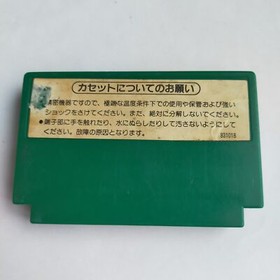 カセットについてのお願い
●精密機器ですので、極端な温度条件下での使用や保管および強い
ショックをさけてください。また、絶対に分解しないでください。
●端子部に手を触れたり、水にぬらしたりして汚さないようにして
ください。故障の原因となります。